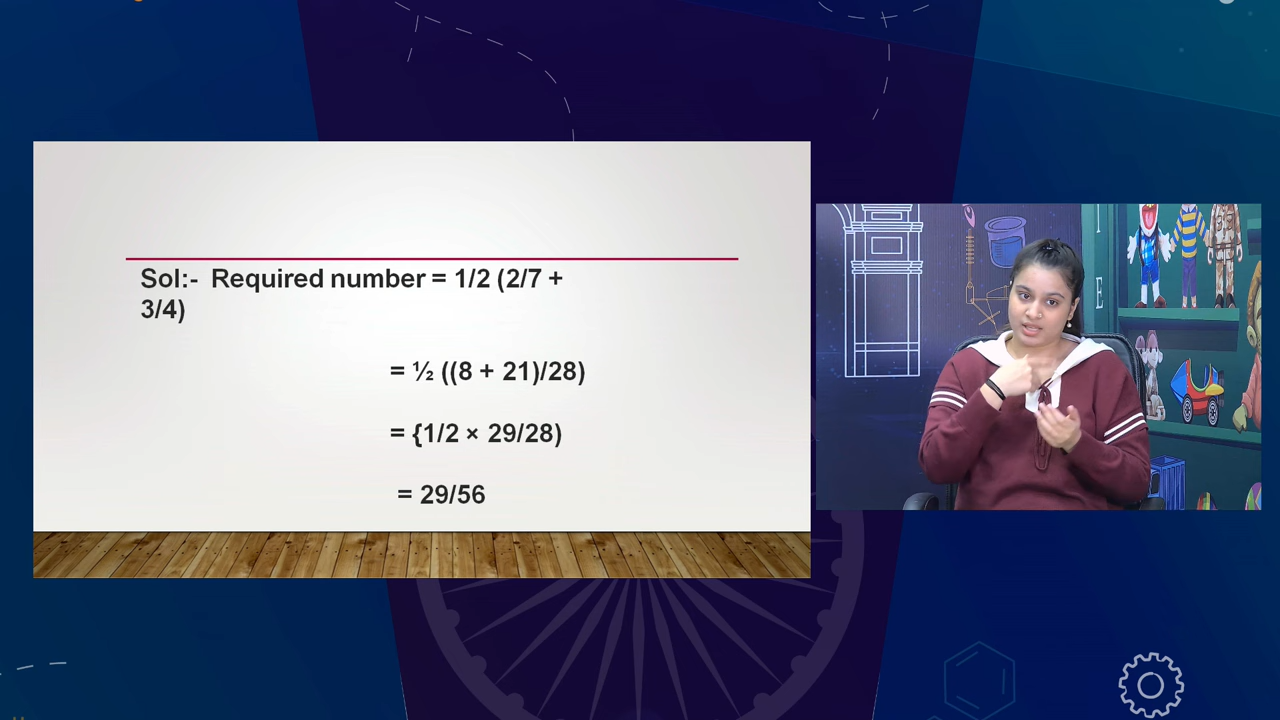 Sol:- Required number = 1/2 (2/7 +
3/4)
= ½ ((8 + 21)/28)
= {1/2 × 29/28)
= 29/56
I
E